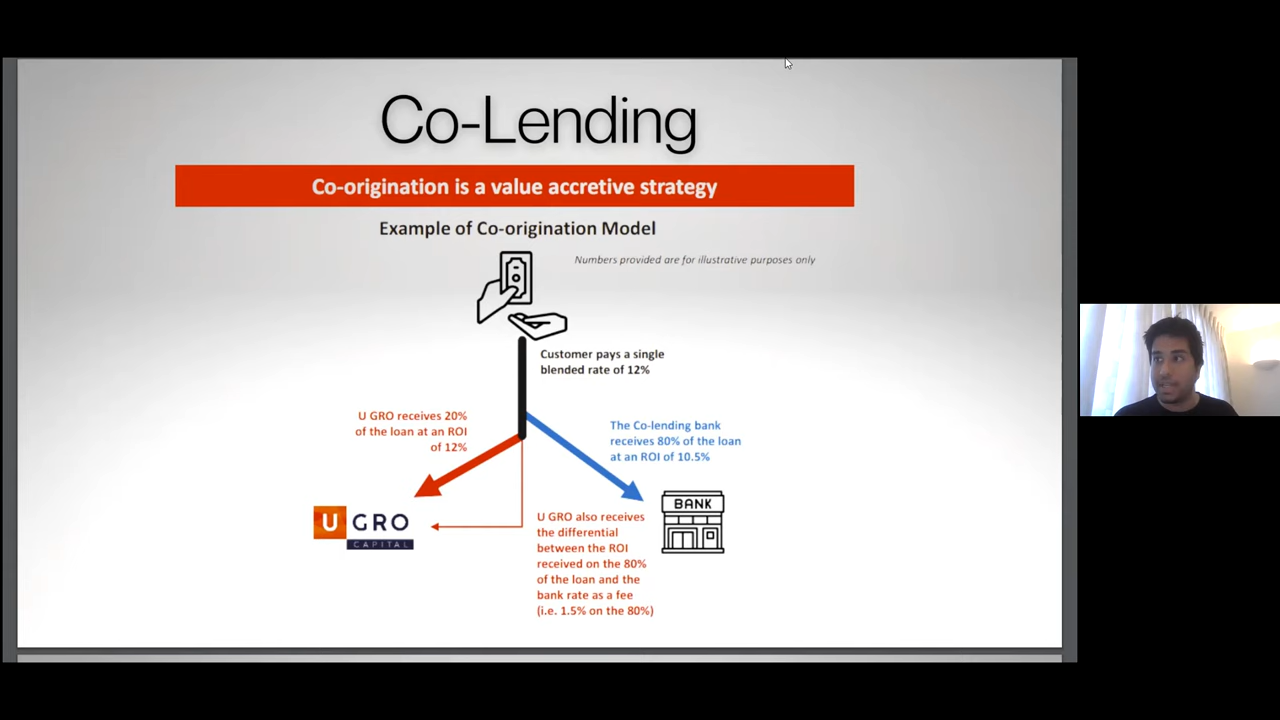 Co-Lending
Co-origination is a value accretive strategy
Example of Co-origination Model
Numbers provided are for illustrative purposes only
Customer pays a single
blended rate of 12%
U GRO receives 20%
of the loan at an ROI
of 12%
The Co-lending bank
receives 80% of the loan
at an ROI of 10.5%
BANK
U GRO
CAPITAL
U GRO also receives
the differential
between the ROI
received on the 80%
of the loan and the
bank rate as a fee
(i.e. 1.5% on the 80%)